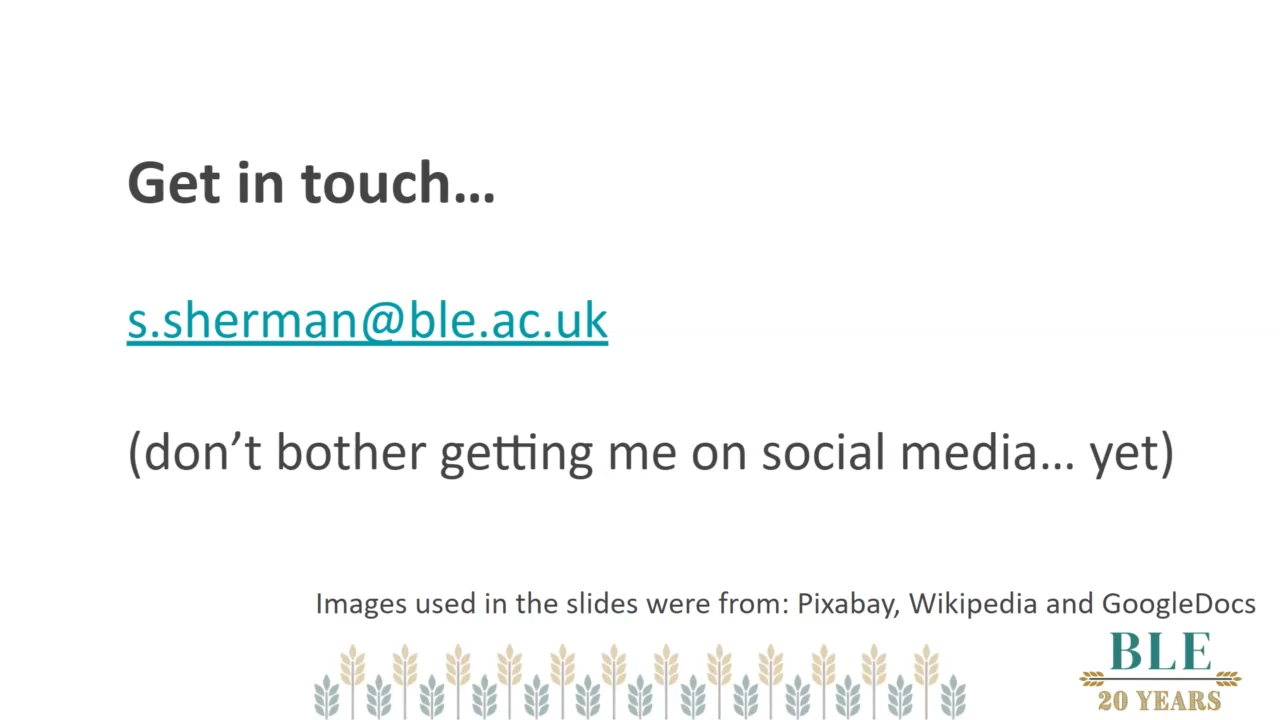 Get in touch…
s.sherman@ble.ac.uk
(don’t bother getting me on social media… yet)
Images used in the slides were from: Pixabay, Wikipedia and GoogleDocs
BLE
20 YEARS